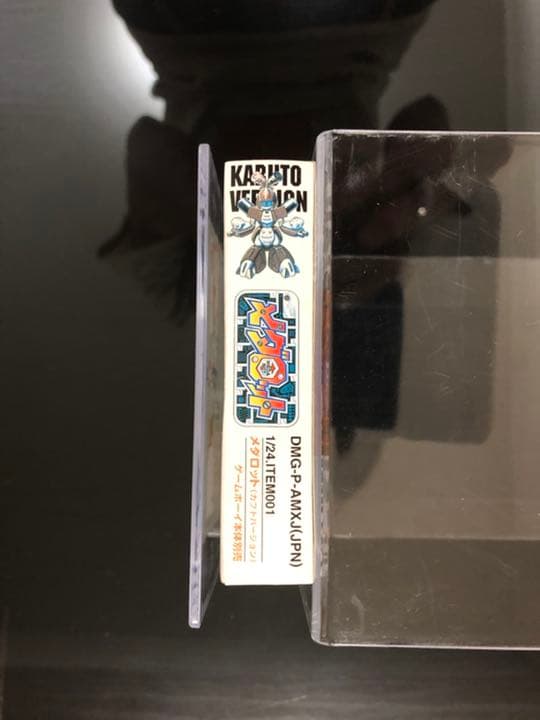 KABUTO
VERSION
メダロット
DMG-P-AMXJ(JPN)
1/24.ITEM001
メダロット(カブトバージョン)
ゲームボーイ本体別売